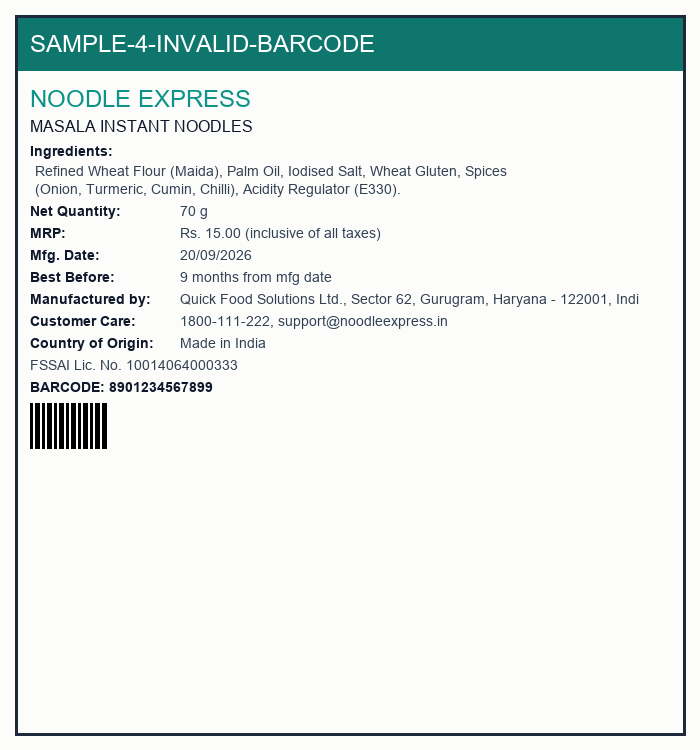 SAMPLE-4-INVALID-BARCODE
NOODLE EXPRESS
MASALA INSTANT NOODLES
Ingredients:
Refined Wheat Flour (Maida), Palm Oil, Iodised Salt, Wheat Gluten, Spices
(Onion, Turmeric, Cumin, Chilli), Acidity Regulator (E330).
Net Quantity: 70 g
MRP: Rs. 15.00 (inclusive of all taxes)
Mfg. Date: 20/09/2026
Best Before: 9 months from mfg date
Manufactured by: Quick Food Solutions Ltd., Sector 62, Gurugram, Haryana - 122001, Indi
Customer Care: 1800-111-222, support@noodleexpress.in
Country of Origin: Made in India
FSSAI Lic. No. 10014064000333
BARCODE: 8901234567899